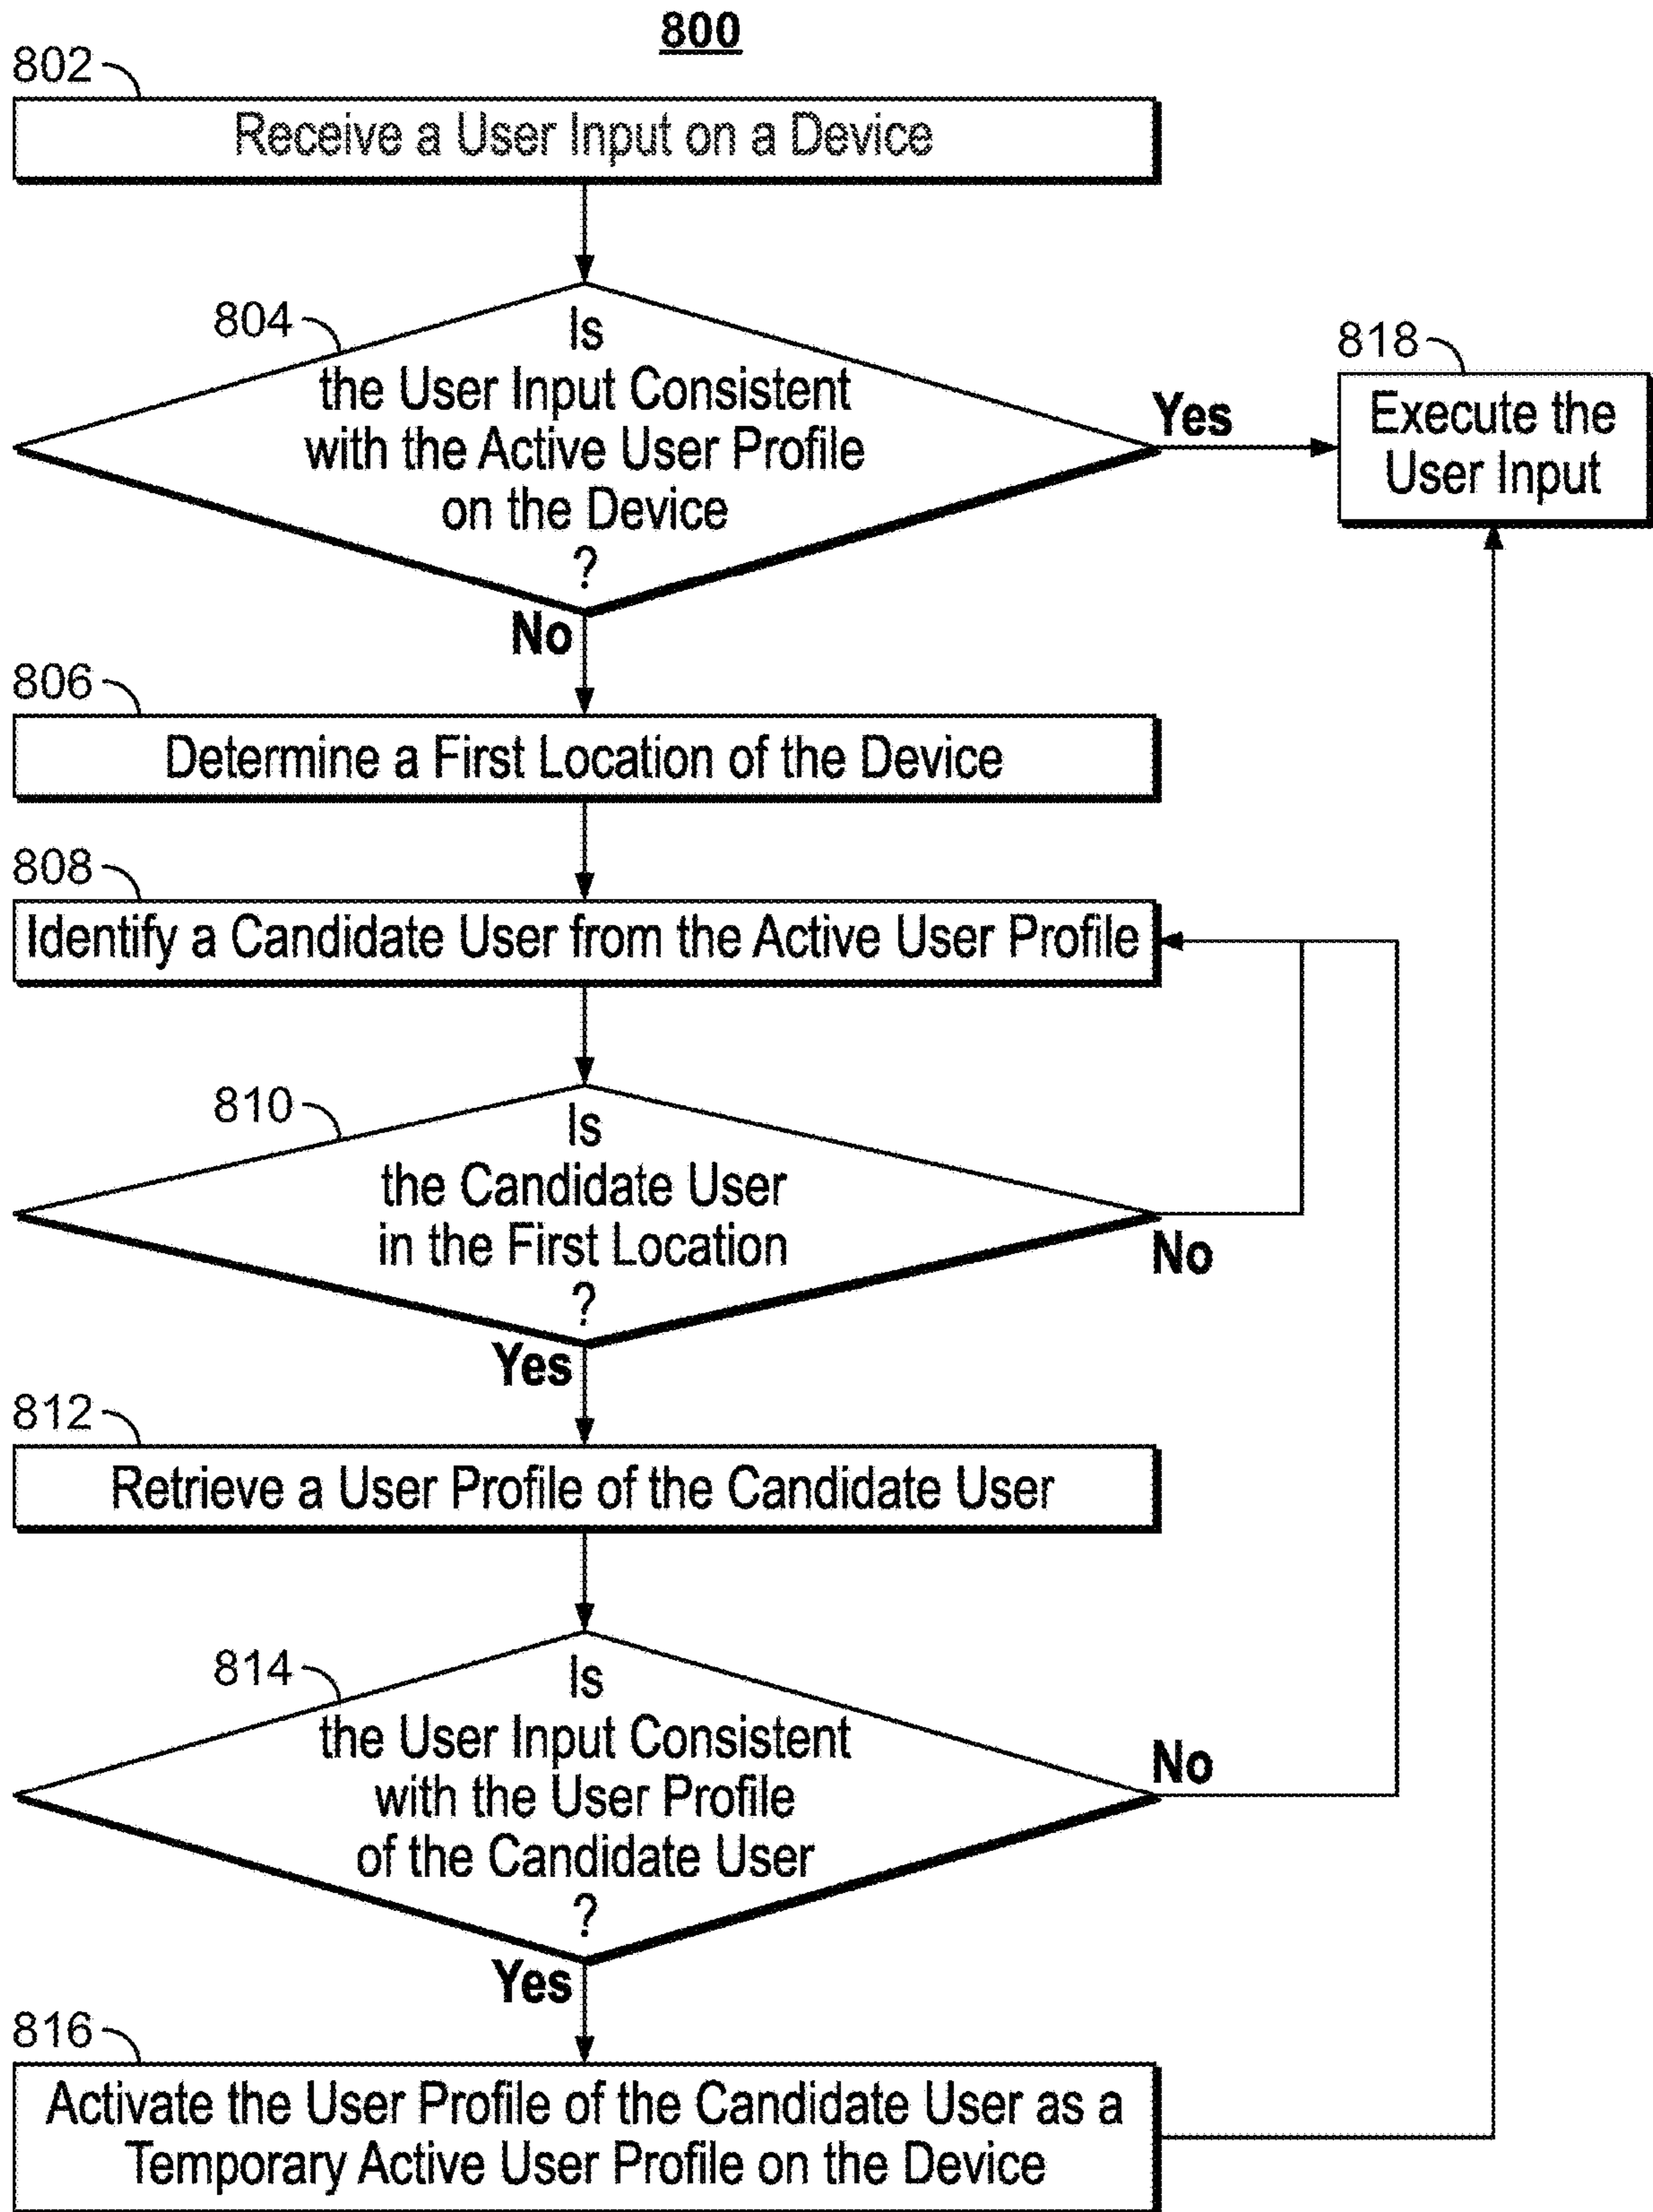 800
802
Receive a User Input on a Device
804
Is
the User Input Consistent
with the Active User Profile
on the Device
?
Yes
818
Execute the
User Input
No
806
Determine a First Location of the Device
808
Identify a Candidate User from the Active User Profile
810
Is
the Candidate User
in the First Location
?
No
Yes
812
Retrieve a User Profile of the Candidate User
814
Is
the User Input Consistent
with the User Profile
of the Candidate User
?
No
Yes
816
Activate the User Profile of the Candidate User as a
Temporary Active User Profile on the Device